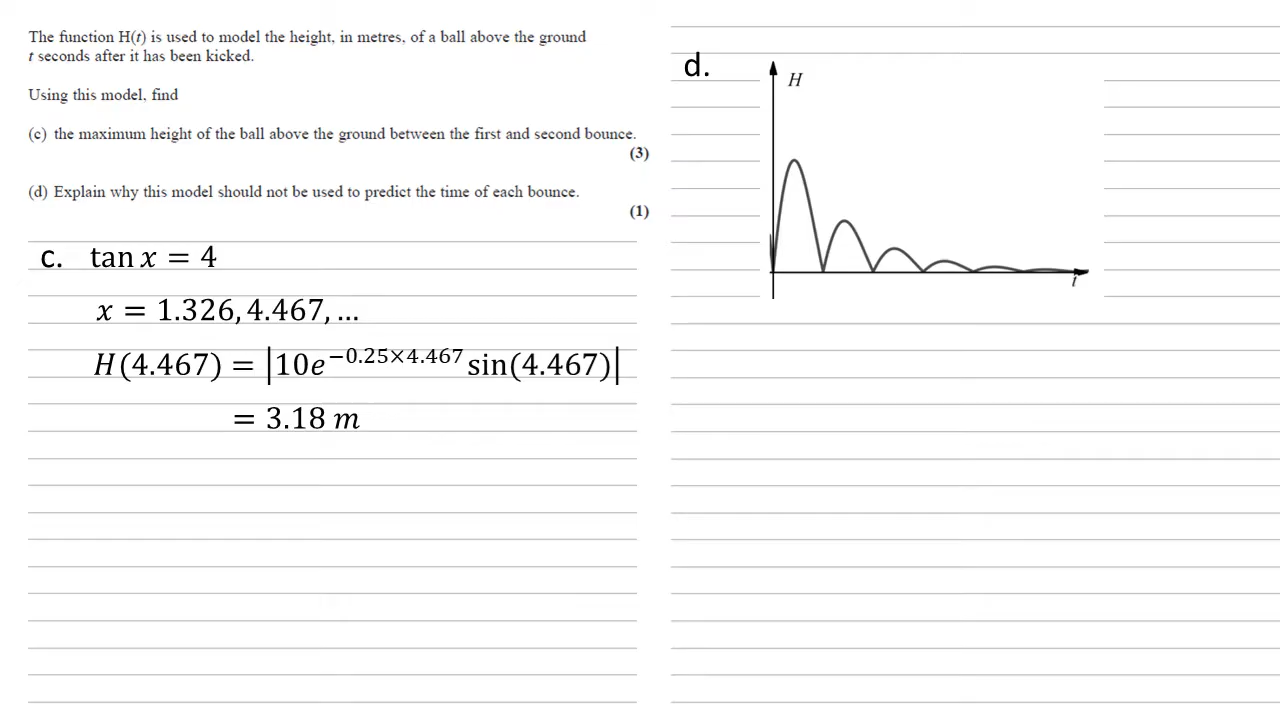 The function H(t) is used to model the height, in metres, of a ball above the ground
t seconds after it has been kicked.
Using this model, find
(c) the maximum height of the ball above the ground between the first and second bounce.
(3)
(d) Explain why this model should not be used to predict the time of each bounce.
(1)
c. tan x = 4
x = 1.326, 4.467, …
H(4.467) = |10e^{−0.25×4.467} sin(4.467)|
= 3.18 m
d.
H
t